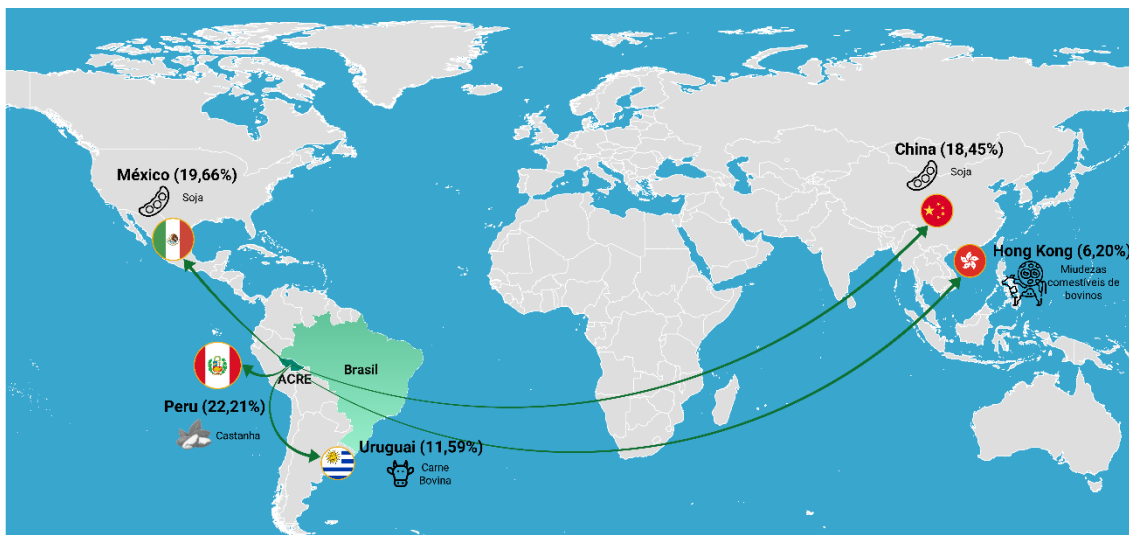 México (19,66%)
Soja
China (18,45%)
Soja
Hong Kong (6,20%)
Miudezas
comestíveis de
bovinos
Brasil
ACRE
Peru (22,21%)
Castanha
Uruguai (11,59%)
Carne
Bovina